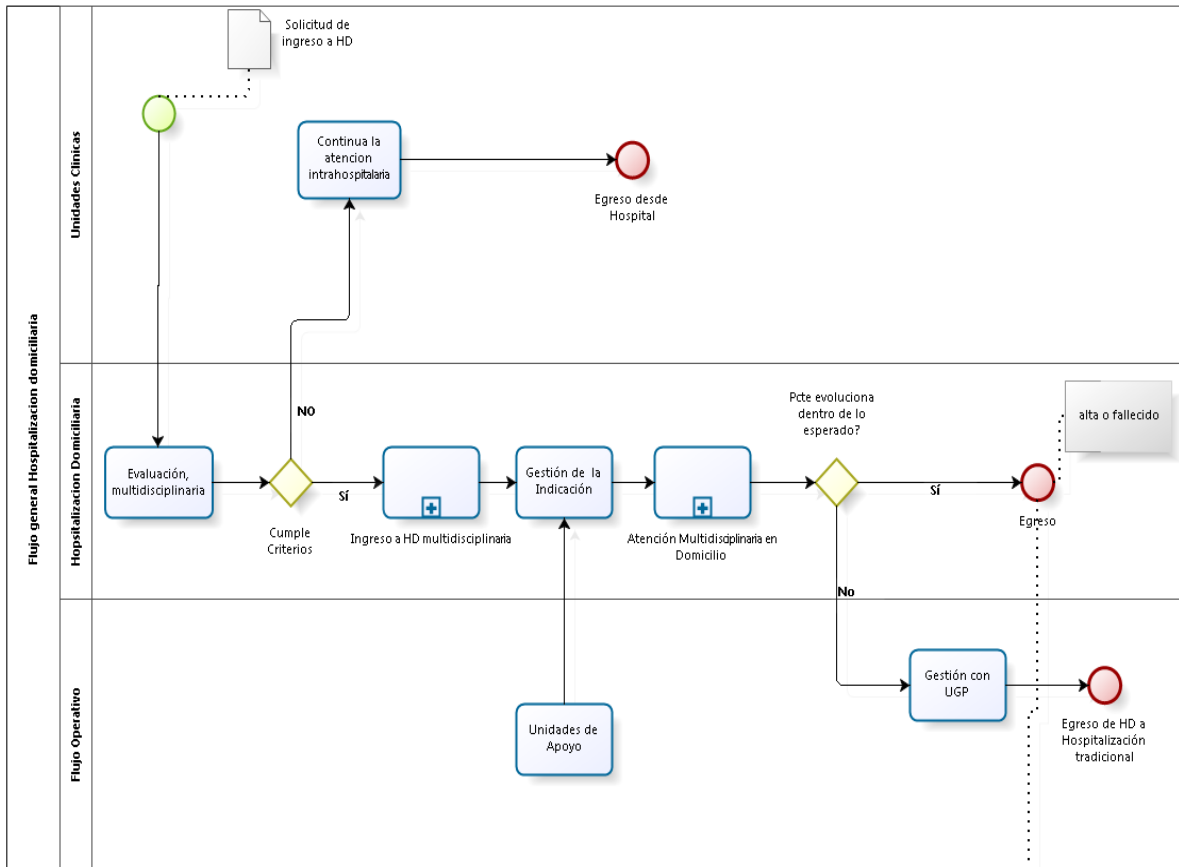 Flujo general Hospitalizacion domiciliaria
Unidades Clinicas
Solicitud de
ingreso a HD
Continua la
atencion
intrahospitalaria
Egreso desde
Hospital
Hopsitalizacion Domiciliaria
NO
Evaluación,
multidisciplinaria
Cumple
Criterios
Sí
Ingreso a HD multidisciplinaria
Gestión de la
Indicación
Atención Multidisciplinaria en
Domicilio
Pcte evoluciona
dentro de lo
esperado?
Sí
Egreso
alta o fallecido
No
Flujo Operativo
Unidades de
Apoyo
Gestión con
UGP
Egreso de HD a
Hospitalización
tradicional